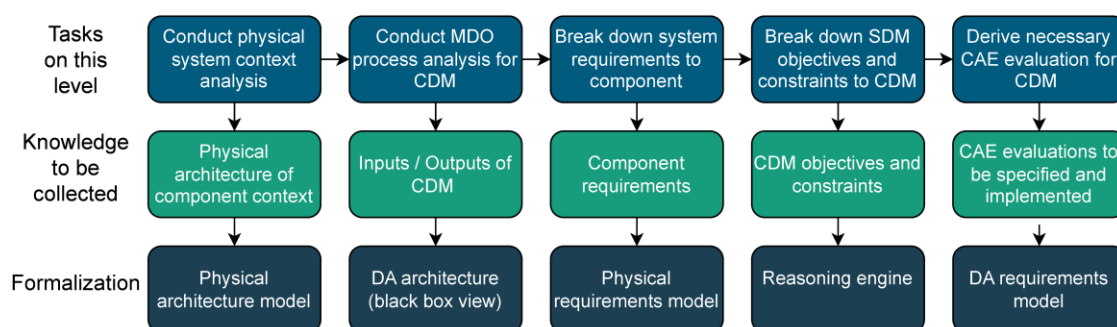 Tasks
on this
level
Conduct physical
system context
analysis
Conduct MDO
process analysis for
CDM
Break down system
requirements to
component
Break down SDM
objectives and
constraints to CDM
Derive necessary
CAE evaluation for
CDM
Knowledge
to be
collected
Physical
architecture of
component context
Inputs / Outputs of
CDM
Component
requirements
CDM objectives and
constraints
CAE evaluations to
be specified and
implemented
Formalization
Physical
architecture model
DA architecture
(black box view)
Physical
requirements model
Reasoning engine
DA requirements
model